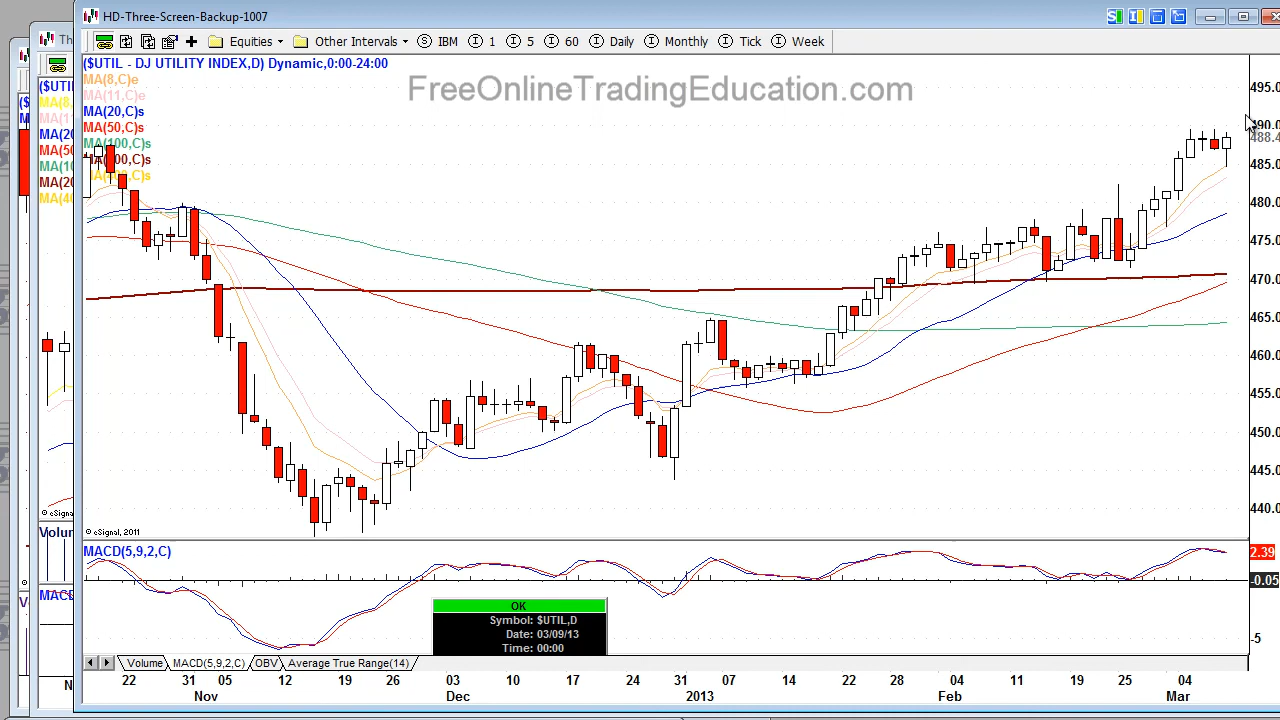 HD-Three-Screen-Backup-1007
Equities Other Intervals IBM 1 5 60 Daily Monthly Tick Week
($UTIL - DJ UTILITY INDEX,D) Dynamic,0:00-24:00
FreeOnlineTradingEducation.com
MA(8,C)e
MA(11,C)e
MA(20,C)s
MA(50,C)s
MA(100,C)s
495.0
490.0
488.4
485.0
480.0
475.0
470.0
465.0
460.0
455.0
450.0
445.0
440.0
© eSignal, 2011
MACD(5,9,2,C)
2.39
-0.05
-5
OK
Symbol: $UTIL,D
Date: 03/09/13
Time: 00:00
Volume MACD(5,9,2,C) OBV Average True Range(14)
22 31 05 12 19 26 03 10 17 24 31 07 14 22 28 04 11 19 25 04
Nov Dec 2013 Feb Mar